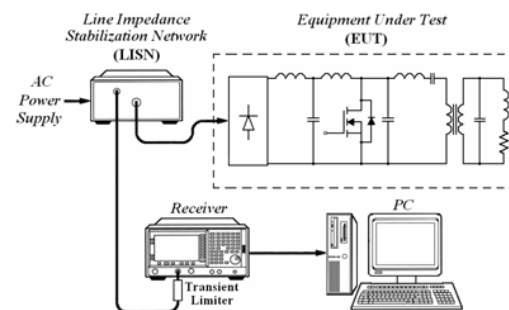 Line Impedance
Stabilization Network
(LISN)
Equipment Under Test
(EUT)
AC
Power
Supply
Receiver
PC
Transient
Limiter